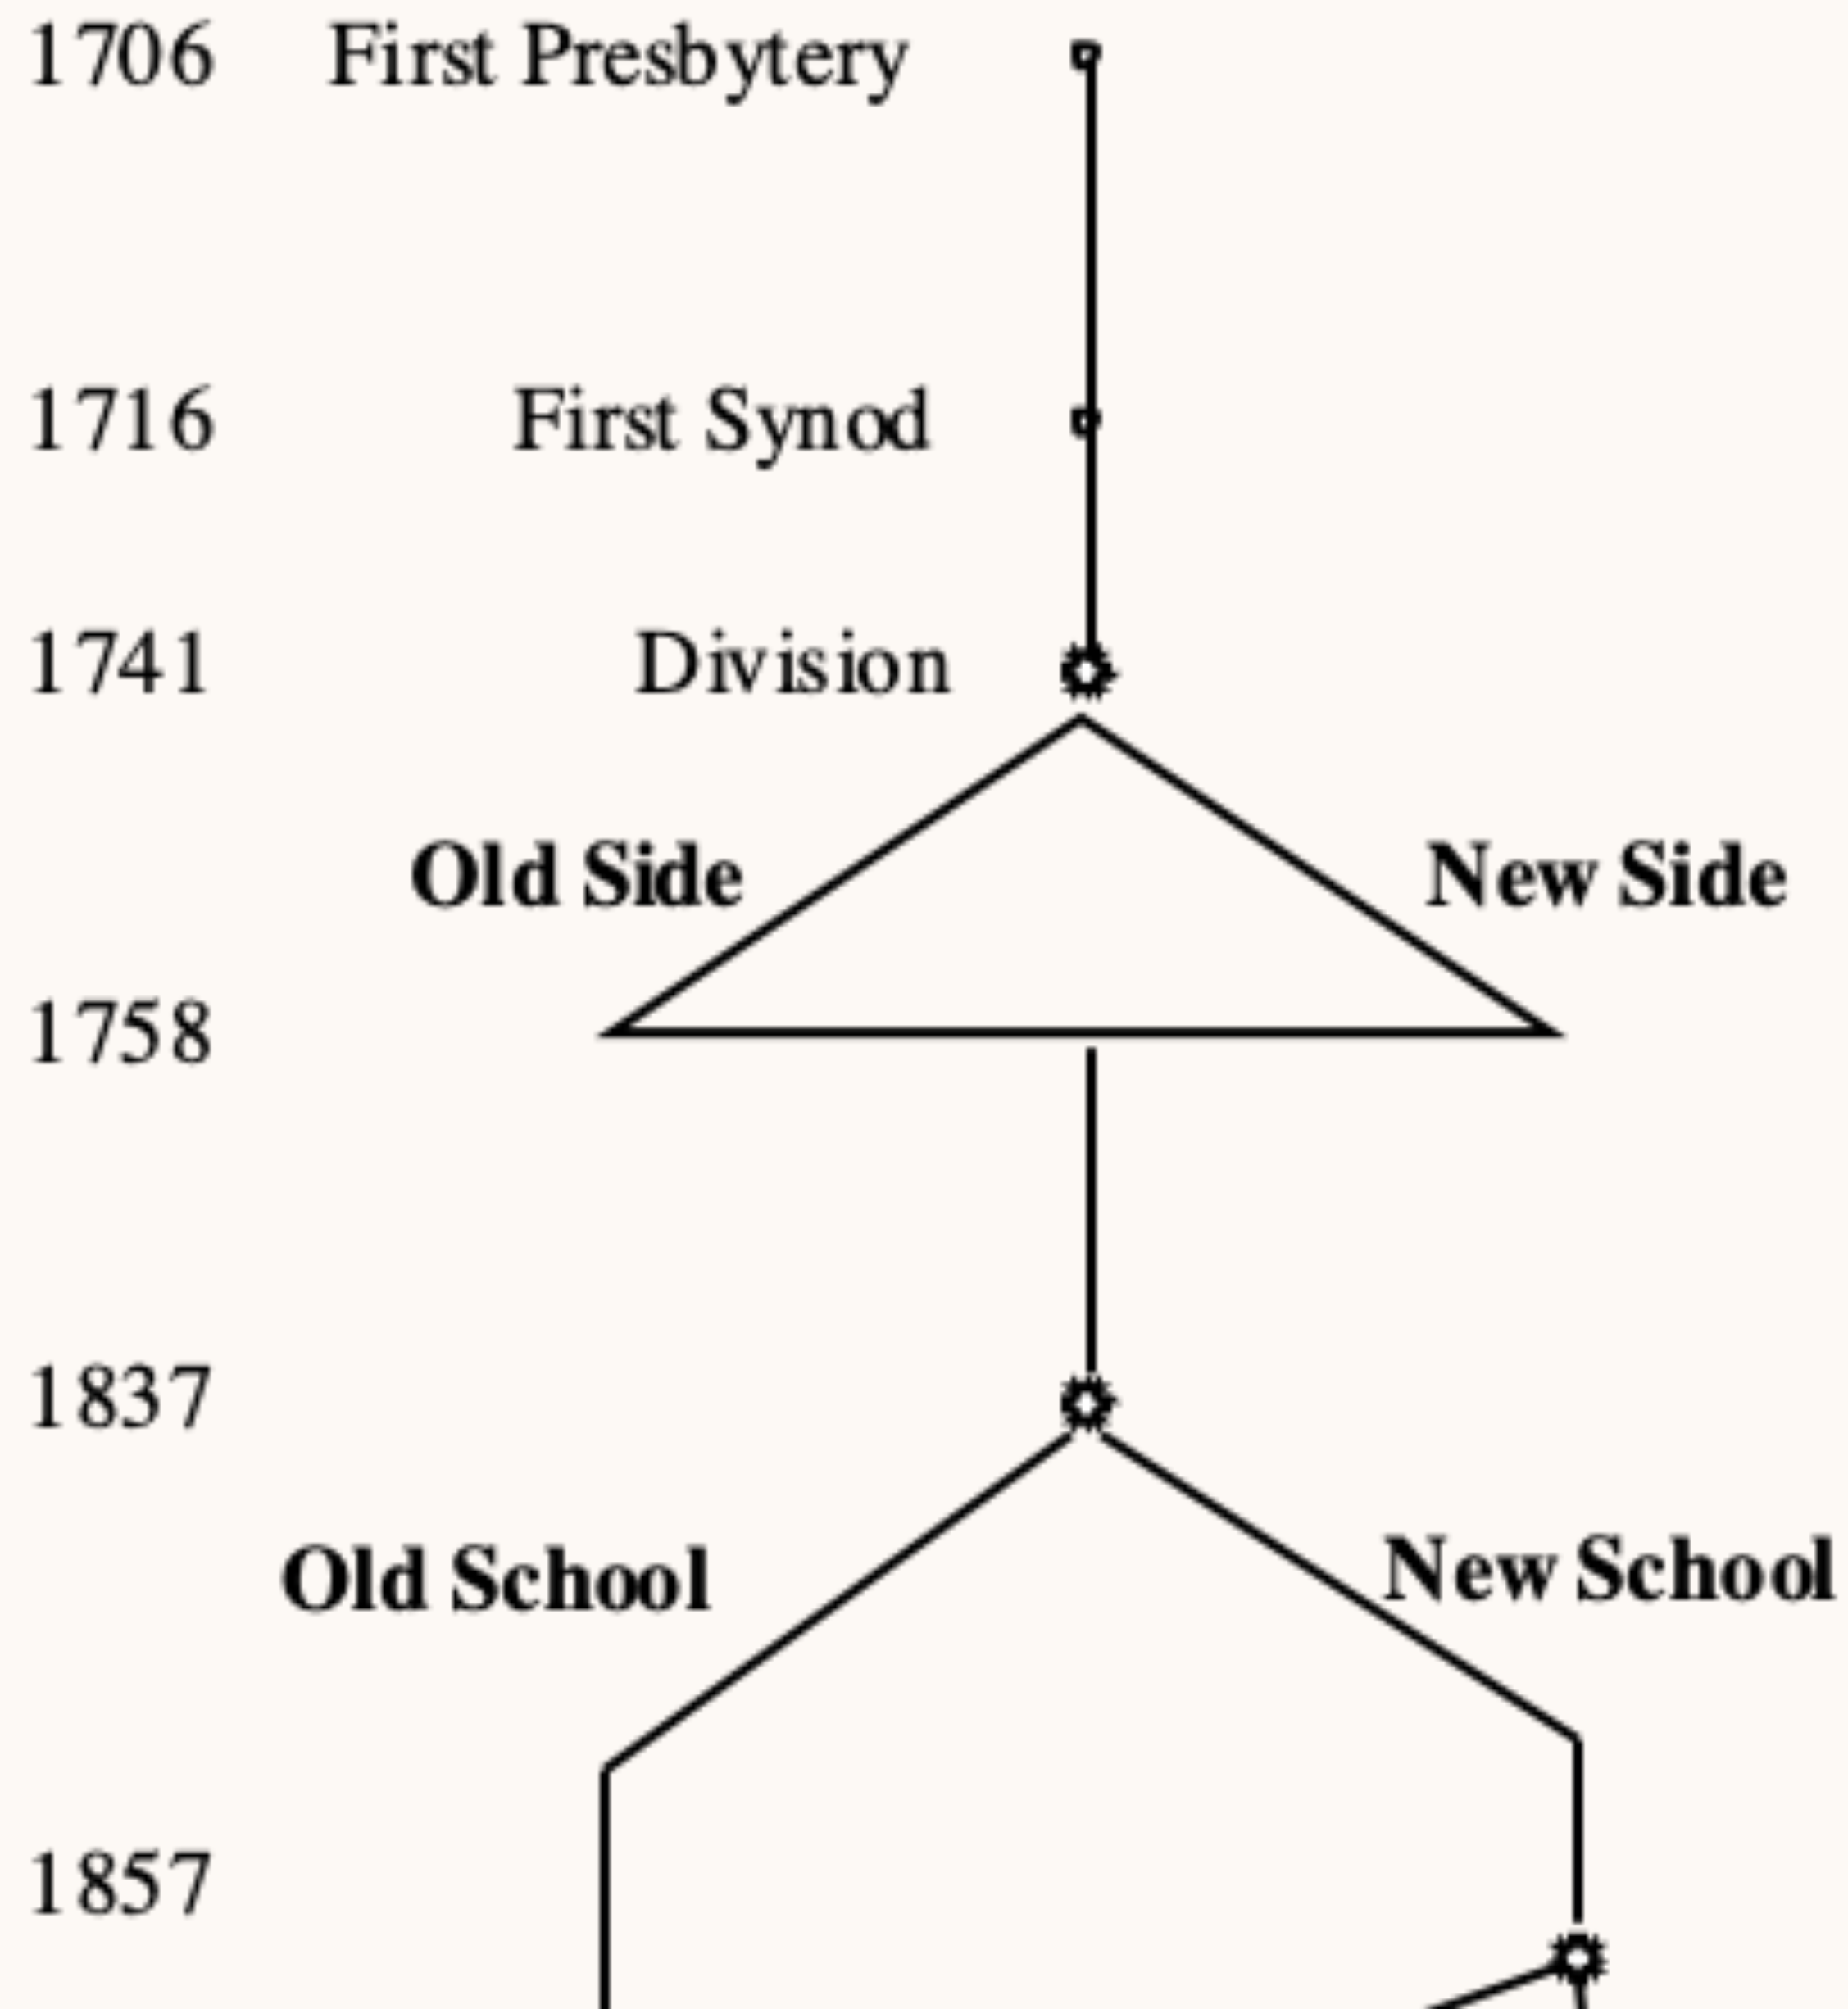 1706 First Presbytery
1716 First Synod
1741 Division
Old Side New Side
1758
1837
Old School New School
1857